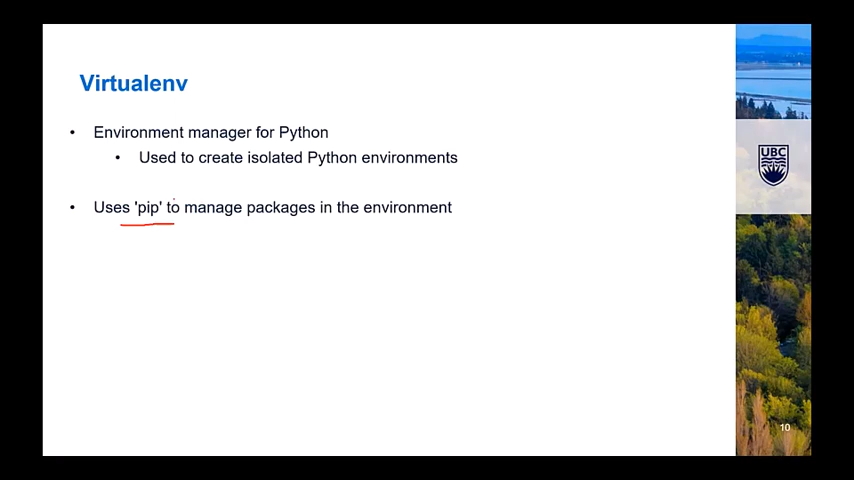 Virtualenv
• Environment manager for Python
• Used to create isolated Python environments
• Uses 'pip' to manage packages in the environment
UBC
10